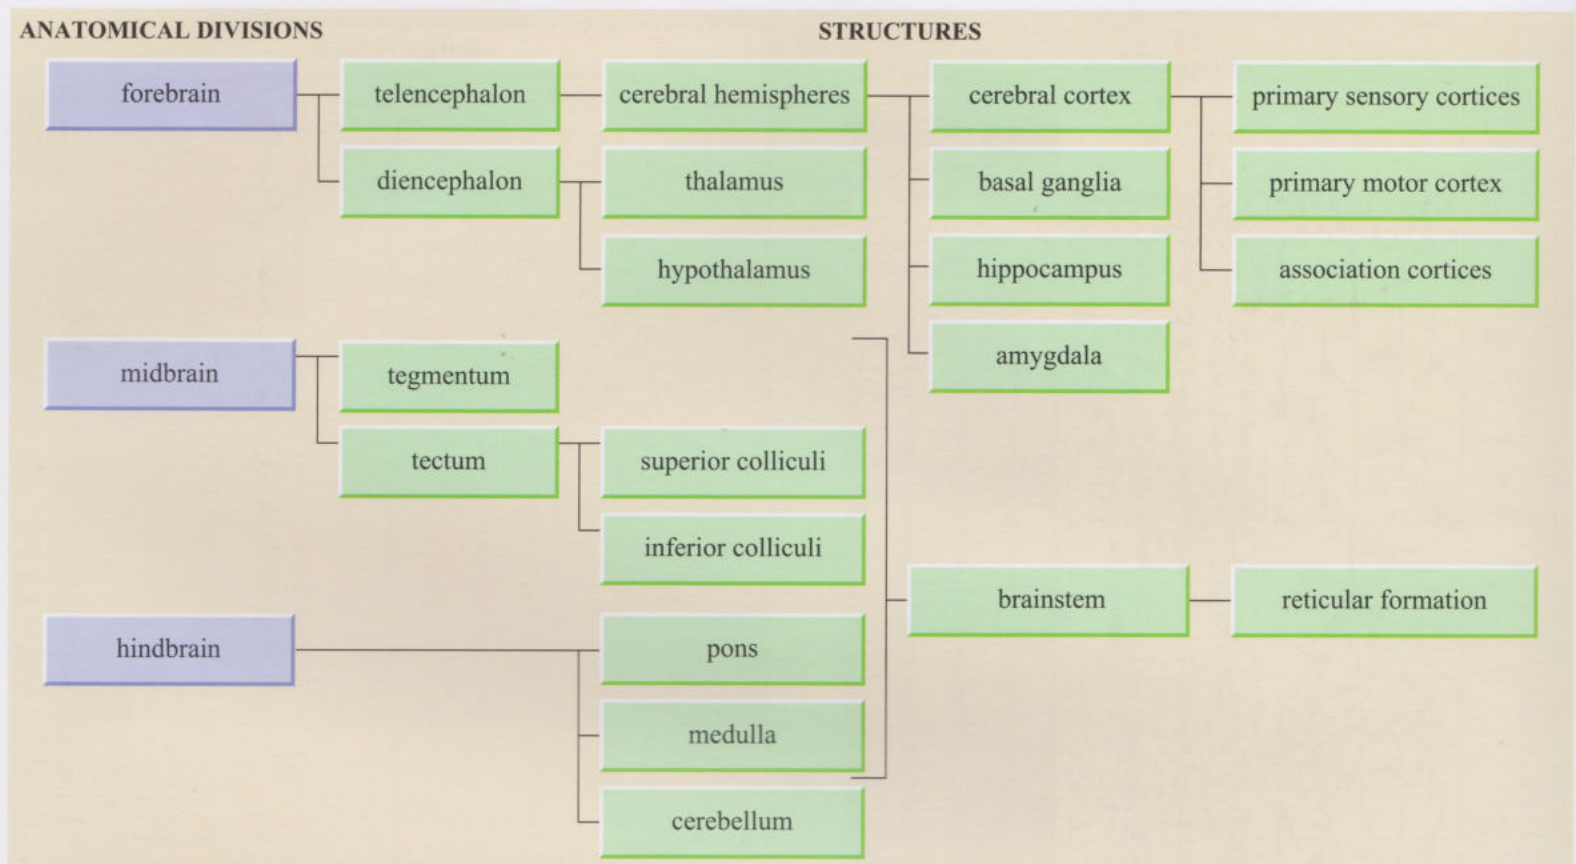 ANATOMICAL DIVISIONS
STRUCTURES
forebrain
telencephalon
cerebral hemispheres
cerebral cortex
primary sensory cortices
diencephalon
thalamus
basal ganglia
primary motor cortex
hypothalamus
hippocampus
association cortices
amygdala
midbrain
tegmentum
tectum
superior colliculi
inferior colliculi
brainstem
reticular formation
hindbrain
pons
medulla
cerebellum